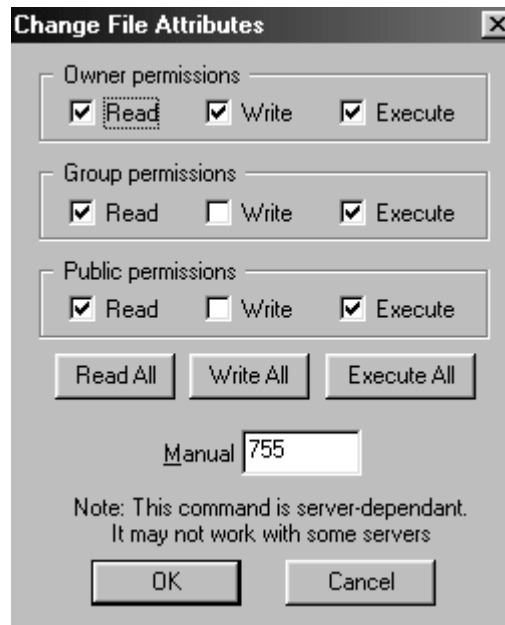 Change File Attributes
Owner permissions
Read Write Execute
Group permissions
Read Write Execute
Public permissions
Read Write Execute
Read All Write All Execute All
Manual 755
Note: This command is server-dependant.
It may not work with some servers
OK Cancel